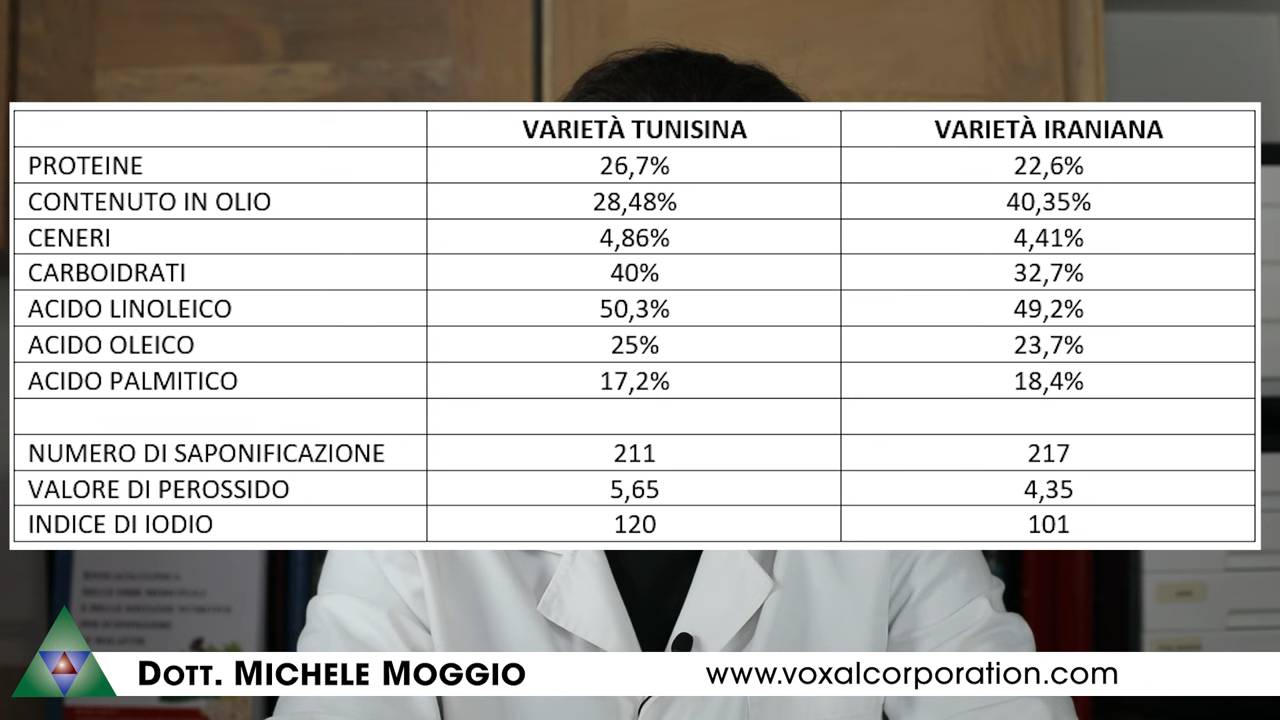 VARIETÀ TUNISINA VARIETÀ IRANIANA
PROTEINE 26,7% 22,6%
CONTENUTO IN OLIO 28,48% 40,35%
CENERI 4,86% 4,41%
CARBOIDRATI 40% 32,7%
ACIDO LINOLEICO 50,3% 49,2%
ACIDO OLEICO 25% 23,7%
ACIDO PALMITICO 17,2% 18,4%
NUMERO DI SAPONIFICAZIONE 211 217
VALORE DI PEROSSIDO 5,65 4,35
INDICE DI IODIO 120 101
DOTT. MICHELE MOGGIO www.voxalcorporation.com